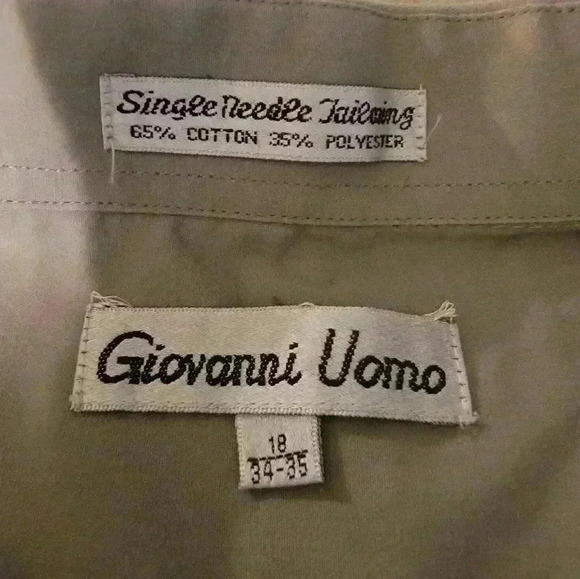 Single Needle Tailoring
65% COTTON 35% POLYESTER
Giovanni Uomo
18
34-35